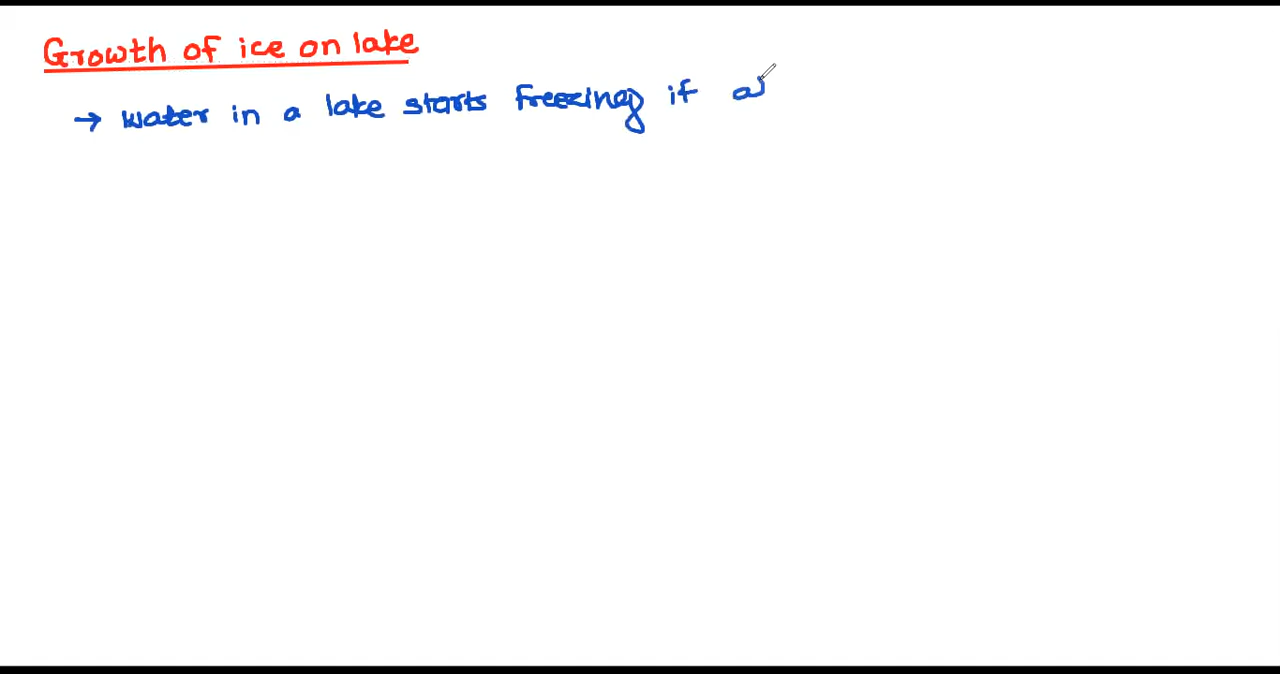 Growth of ice on lake
→ water in a lake starts freezing if